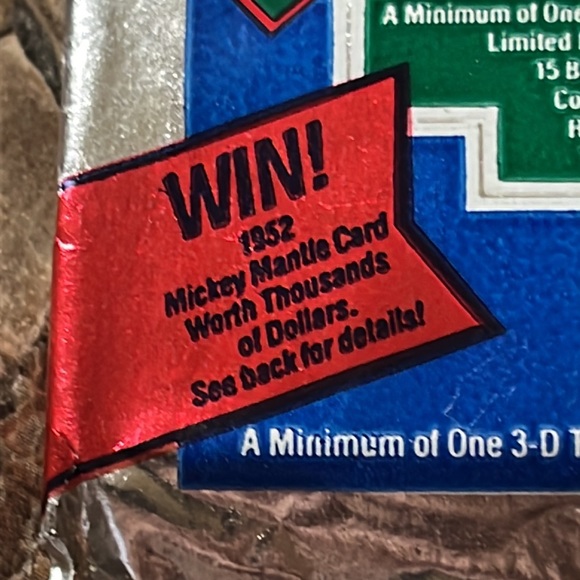 A Minimum of One
Limited
15 B
Co
WIN!
1952
Mickey Mantle Card
Worth Thousands
of Dollars.
See back for details!
A Minimum of One 3-D